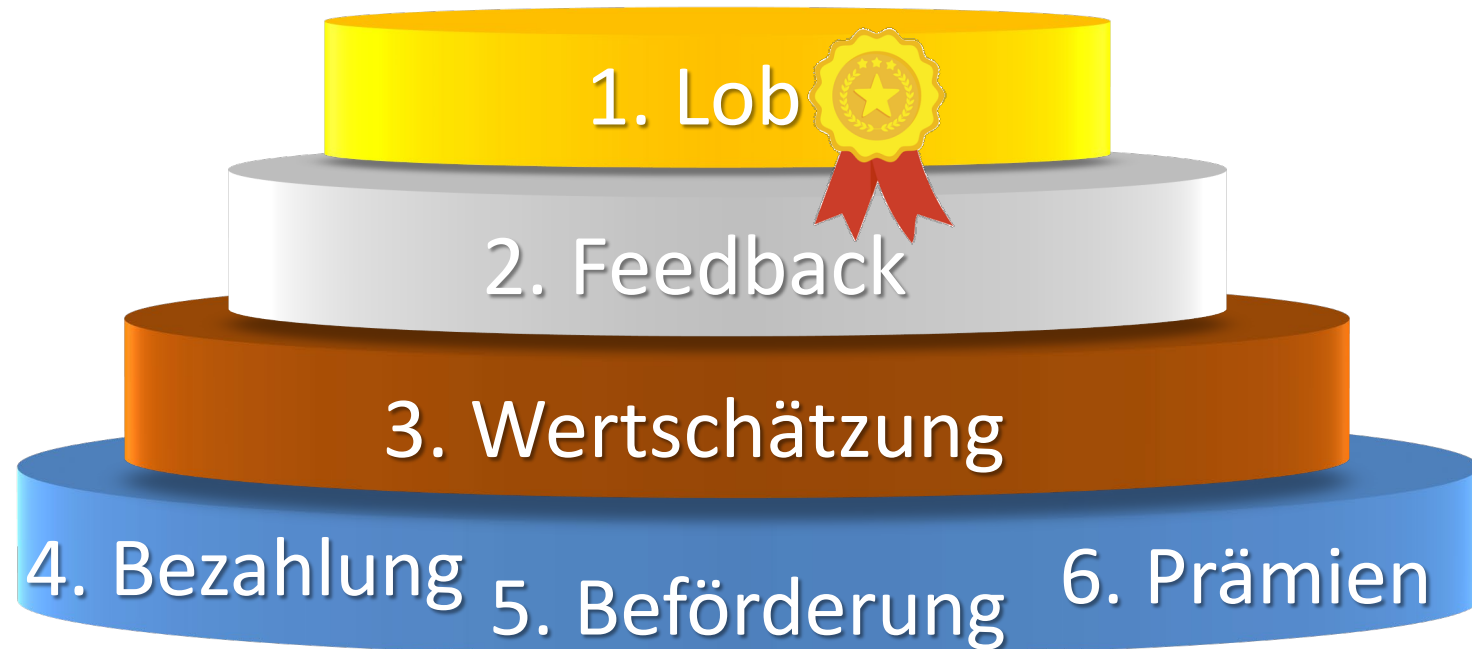 1. Lob
2. Feedback
3. Wertschätzung
4. Bezahlung
5. Beförderung
6. Prämien